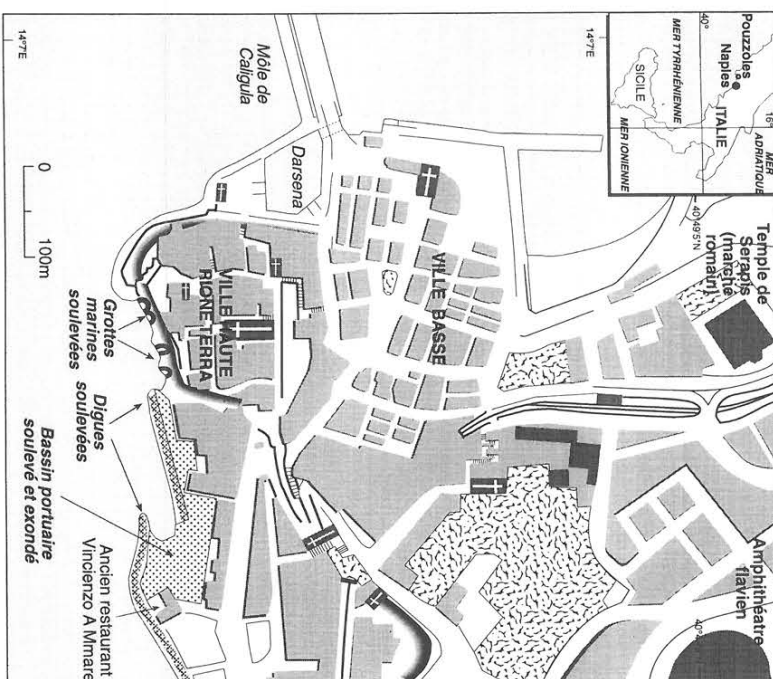 Pouzzoles
Naples
ITALIE
40°
16°
MER TYRRHÉNIENNE
SICILE
MER
ADRIATIQUE
MER IONIENNE
14°7'E
14°7'E
40°49'5"N
Temple de
Serapis
(marche
romain)
Môle de
Caligula
Darsena
VILLE BASSE
VILLE HAUTE
RIONE TERRA
0 100m
Grottes
marines
soulevées
Digues
soulevées
Bassin portuaire
soulevé et exondé
Ancien restaurant
Vincienzo A Mmare
Amphithéatre
flavien